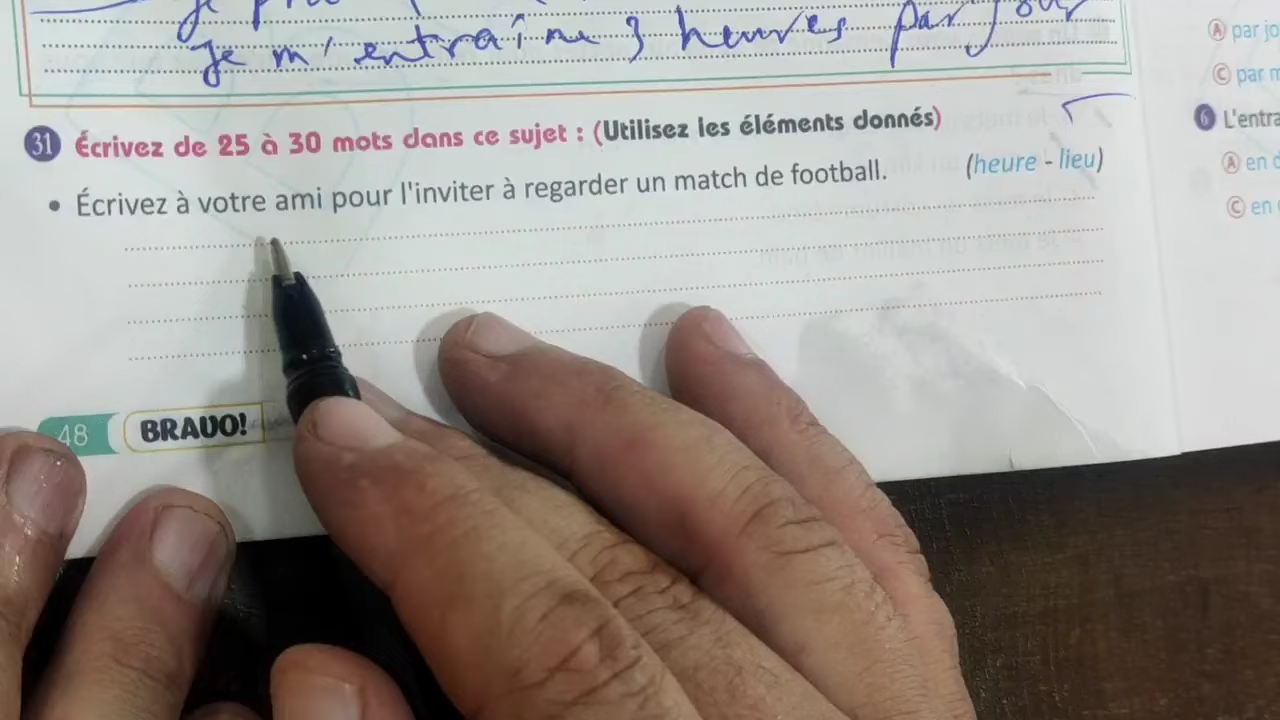 Je m'entraîne 3 heures par jour
31 Écrivez de 25 à 30 mots dans ce sujet : (Utilisez les éléments donnés)
• Écrivez à votre ami pour l'inviter à regarder un match de football. (heure - lieu)
48 BRAVO!
A par jo
C par m
6 L'entra
A en d
C en